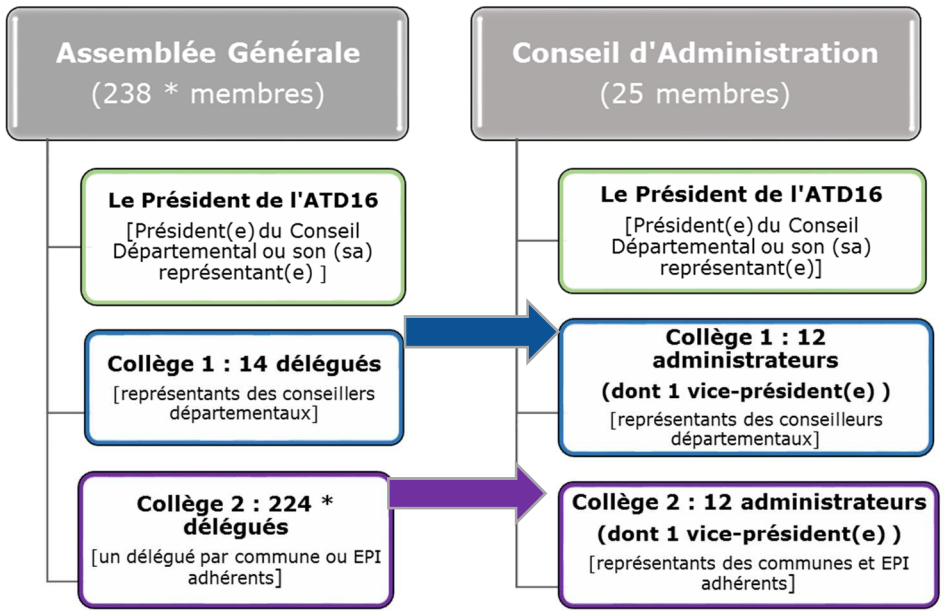 Assemblée Générale
(238 * membres)
Le Président de l'ATD16
[Président(e) du Conseil
Départemental ou son (sa)
représentant(e) ]
Collège 1 : 14 délégués
[représentants des conseillers
départementaux]
Collège 2 : 224 *
délégués
[un délégué par commune ou EPI
adhérents]
Conseil d'Administration
(25 membres)
Le Président de l'ATD16
[Président(e) du Conseil
Départemental ou son (sa)
représentant(e)]
Collège 1 : 12
administrateurs
(dont 1 vice-président(e) )
[représentants des conseilleurs
départementaux]
Collège 2 : 12 administrateurs
(dont 1 vice-président(e) )
[représentants des communes et EPI
adhérents]